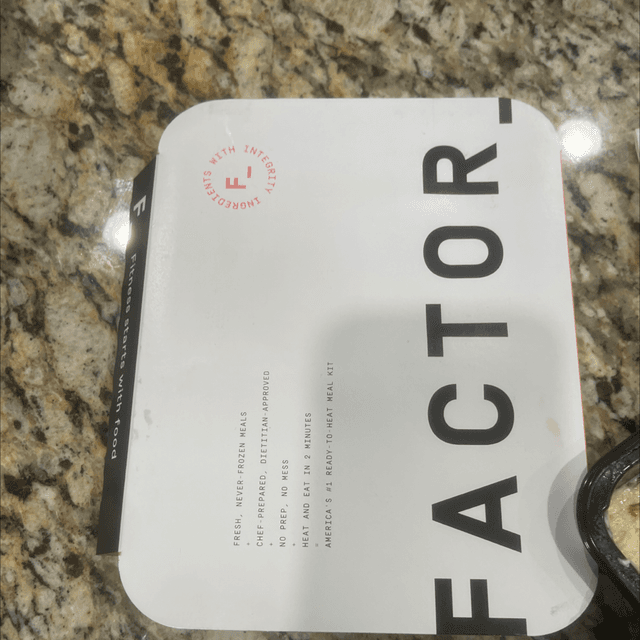 FACTOR_
INGREDIENTS WITH INTEGRITY
F_
FRESH, NEVER-FROZEN MEALS
CHEF-PREPARED, DIETITIAN-APPROVED
NO PREP, NO MESS
HEAT AND EAT IN 2 MINUTES
AMERICA'S #1 READY-TO-HEAT MEAL KIT
F_ Fitness starts with food